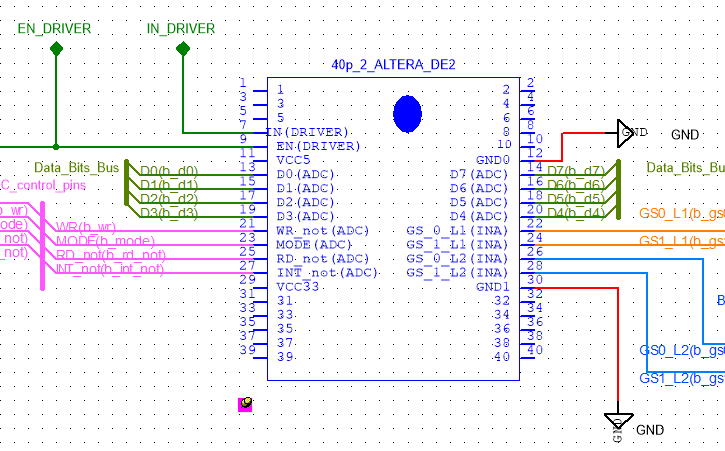 EN_DRIVER IN_DRIVER
40p_2_ALTERA_DE2
1 1 2 2
3 3 4 4
5 5 6 6
7 IN(DRIVER) 8 8 GND GND
9 EN(DRIVER) 10 10
11 VCC5 GND0 12
Data_Bits_Bus D0(b_d0) 13 D0(ADC) D7(ADC) 14 D7(b_d7) Data_Bits_Bu
C_control_pins D1(b_d1) 15 D1(ADC) D6(ADC) 16 D6(b_d6)
D2(b_d2) 17 D2(ADC) D5(ADC) 18 D5(b_d5)
b_wr) D3(b_d3) 19 D3(ADC) D4(ADC) 20 D4(b_d4) GS0_L1(b_gs
ode) WR(b_wr) 21 WR_not(ADC) GS_0_L1(INA) 22
not) MODE(b_mode) 23 MODE(ADC) GS_1_L1(INA) 24 GS1_L1(b_gs
_not) RD_not(b_rd_not) 25 RD_not(ADC) GS_0_L2(INA) 26
INT_not(b_int_not) 27 INT_not(ADC) GS_1_L2(INA) 28
29 VCC33 GND1 30
31 31 32 32 B
33 33 34 34
35 35 36 36
37 37 38 38
39 39 40 40 GS0_L2(b_gs
GS1_L2(b_gs
GND GND